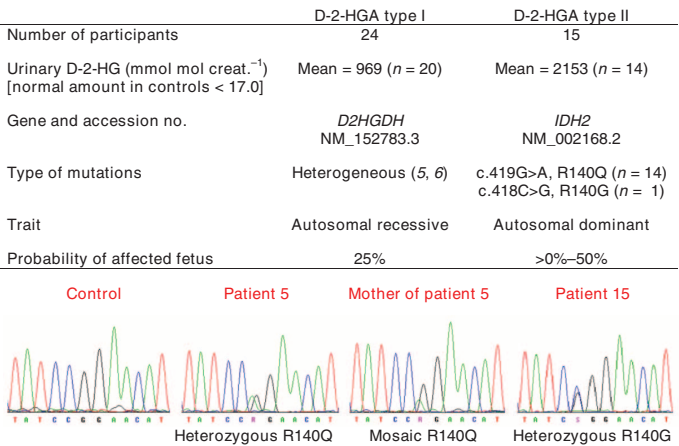 D-2-HGA type I D-2-HGA type II
Number of participants 24 15
Urinary D-2-HG (mmol mol creat.⁻¹) Mean = 969 (n = 20) Mean = 2153 (n = 14)
[normal amount in controls < 17.0]
Gene and accession no. D2HGDH IDH2
NM_152783.3 NM_002168.2
Type of mutations Heterogeneous (5, 6) c.419G>A, R140Q (n = 14)
c.418C>G, R140G (n = 1)
Trait Autosomal recessive Autosomal dominant
Probability of affected fetus 25% >0%–50%
Control Patient 5 Mother of patient 5 Patient 15
T A T C C G G A A C A T T A T C C R G A A C A T T A T C C R G A A C A T T A T C S G G A A C A T
Heterozygous R140Q Mosaic R140Q Heterozygous R140G